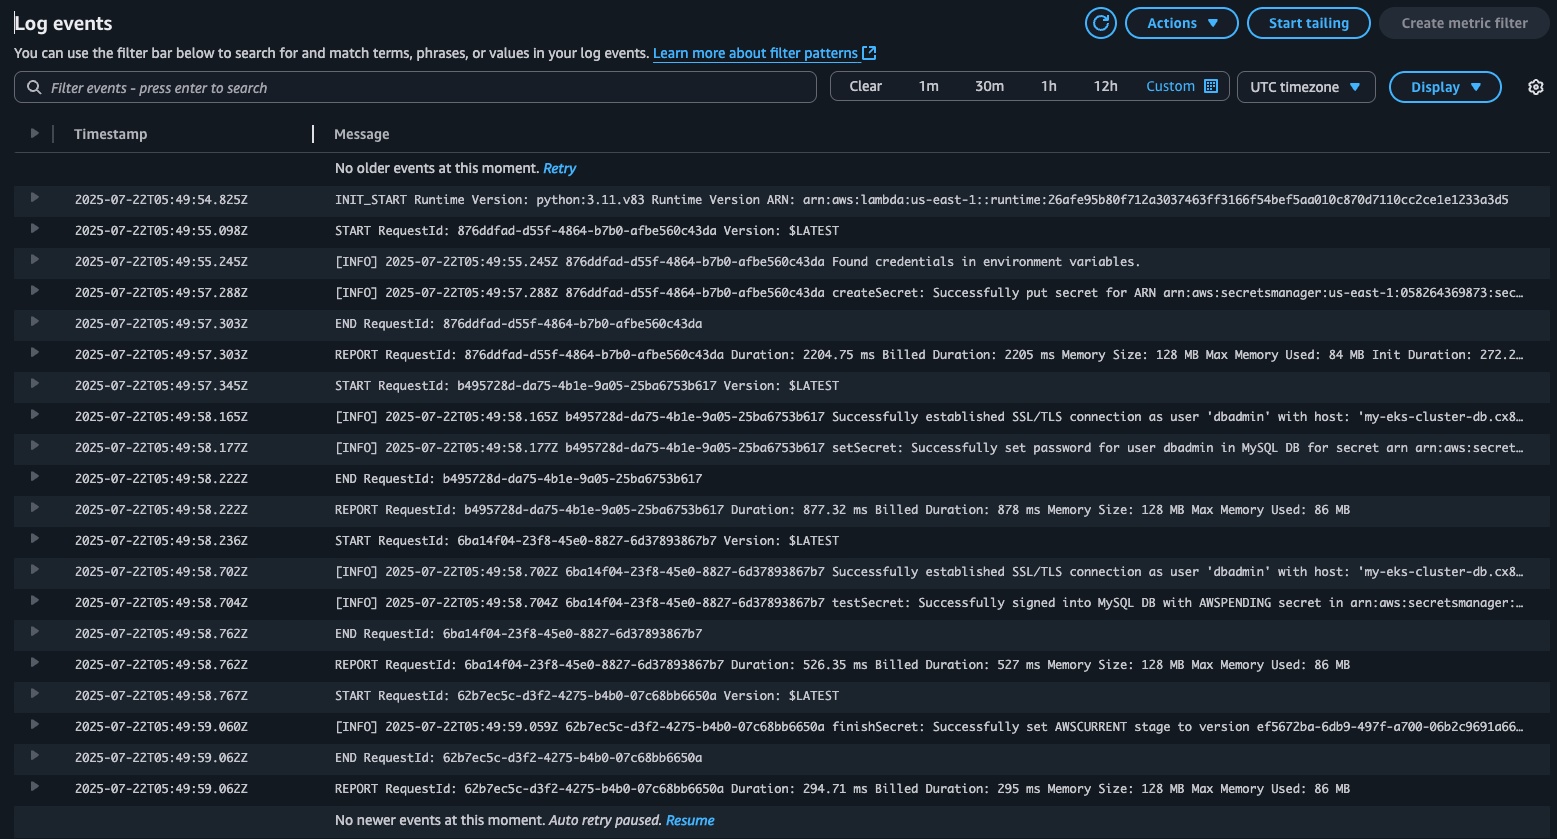 Log events
Actions
Start tailing
Create metric filter
You can use the filter bar below to search for and match terms, phrases, or values in your log events. Learn more about filter patterns
Filter events - press enter to search
Clear 1m 30m 1h 12h Custom
UTC timezone
Display
Timestamp Message
No older events at this moment. Retry
2025-07-22T05:49:54.825Z INIT_START Runtime Version: python:3.11.v83 Runtime Version ARN: arn:aws:lambda:us-east-1::runtime:26afe95b80f712a3037463ff3166f54bef5aa010c870d7110cc2ce1e1233a3d5
2025-07-22T05:49:55.098Z START RequestId: 876ddfad-d55f-4864-b7b0-afbe560c43da Version: $LATEST
2025-07-22T05:49:55.245Z [INFO] 2025-07-22T05:49:55.245Z 876ddfad-d55f-4864-b7b0-afbe560c43da Found credentials in environment variables.
2025-07-22T05:49:57.288Z [INFO] 2025-07-22T05:49:57.288Z 876ddfad-d55f-4864-b7b0-afbe560c43da createSecret: Successfully put secret for ARN arn:aws:secretsmanager:us-east-1:058264369873:sec…
2025-07-22T05:49:57.303Z END RequestId: 876ddfad-d55f-4864-b7b0-afbe560c43da
2025-07-22T05:49:57.303Z REPORT RequestId: 876ddfad-d55f-4864-b7b0-afbe560c43da Duration: 2204.75 ms Billed Duration: 2205 ms Memory Size: 128 MB Max Memory Used: 84 MB Init Duration: 272.2…
2025-07-22T05:49:57.345Z START RequestId: b495728d-da75-4b1e-9a05-25ba6753b617 Version: $LATEST
2025-07-22T05:49:58.165Z [INFO] 2025-07-22T05:49:58.165Z b495728d-da75-4b1e-9a05-25ba6753b617 Successfully established SSL/TLS connection as user 'dbadmin' with host: 'my-eks-cluster-db.cx8…
2025-07-22T05:49:58.177Z [INFO] 2025-07-22T05:49:58.177Z b495728d-da75-4b1e-9a05-25ba6753b617 setSecret: Successfully set password for user dbadmin in MySQL DB for secret arn arn:aws:secret…
2025-07-22T05:49:58.222Z END RequestId: b495728d-da75-4b1e-9a05-25ba6753b617
2025-07-22T05:49:58.222Z REPORT RequestId: b495728d-da75-4b1e-9a05-25ba6753b617 Duration: 877.32 ms Billed Duration: 878 ms Memory Size: 128 MB Max Memory Used: 86 MB
2025-07-22T05:49:58.236Z START RequestId: 6ba14f04-23f8-45e0-8827-6d37893867b7 Version: $LATEST
2025-07-22T05:49:58.702Z [INFO] 2025-07-22T05:49:58.702Z 6ba14f04-23f8-45e0-8827-6d37893867b7 Successfully established SSL/TLS connection as user 'dbadmin' with host: 'my-eks-cluster-db.cx8…
2025-07-22T05:49:58.704Z [INFO] 2025-07-22T05:49:58.704Z 6ba14f04-23f8-45e0-8827-6d37893867b7 testSecret: Successfully signed into MySQL DB with AWSPENDING secret in arn:aws:secretsmanager:…
2025-07-22T05:49:58.762Z END RequestId: 6ba14f04-23f8-45e0-8827-6d37893867b7
2025-07-22T05:49:58.762Z REPORT RequestId: 6ba14f04-23f8-45e0-8827-6d37893867b7 Duration: 526.35 ms Billed Duration: 527 ms Memory Size: 128 MB Max Memory Used: 86 MB
2025-07-22T05:49:58.767Z START RequestId: 62b7ec5c-d3f2-4275-b4b0-07c68bb6650a Version: $LATEST
2025-07-22T05:49:59.060Z [INFO] 2025-07-22T05:49:59.059Z 62b7ec5c-d3f2-4275-b4b0-07c68bb6650a finishSecret: Successfully set AWSCURRENT stage to version ef5672ba-6db9-497f-a700-06b2c9691a66…
2025-07-22T05:49:59.062Z END RequestId: 62b7ec5c-d3f2-4275-b4b0-07c68bb6650a
2025-07-22T05:49:59.062Z REPORT RequestId: 62b7ec5c-d3f2-4275-b4b0-07c68bb6650a Duration: 294.71 ms Billed Duration: 295 ms Memory Size: 128 MB Max Memory Used: 86 MB
No newer events at this moment. Auto retry paused. Resume